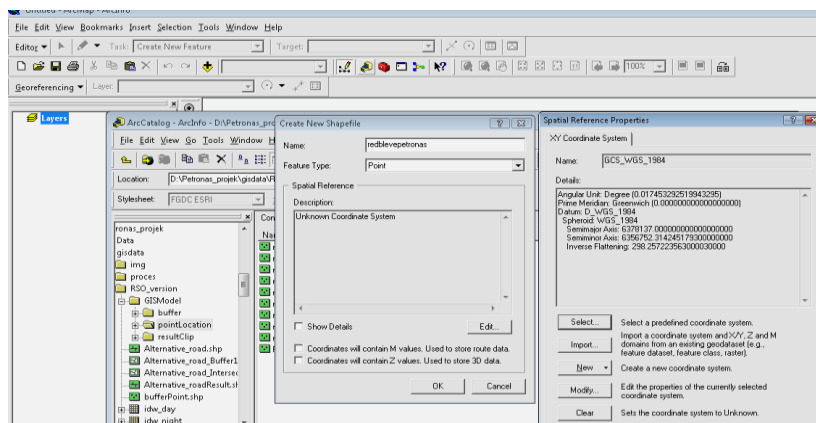 Untitled - ArcMap - ArcInfo
File Edit View Bookmarks Insert Selection Tools Window Help
Editor Task: Create New Feature Target:
100%
Georeferencing Layer:
Layers
ArcCatalog - ArcInfo - D:\Petronas_pro
File Edit View Go Tools Window H
Location: D:\Petronas_projek\gisdata\R
Stylesheet: FGDC ESRI
ronas_projek
Data
gisdata
img
proces
RSO_version
GISModel
buffer
pointLocation
resultClip
Alternative_road.shp
Alternative_road_Buffer1
Alternative_road_Intersec
Alternative_roadResult.sh
bufferPoint.shp
idw_day
idw_night
Con
Na
Create New Shapefile
Name: redblevepetronas
Feature Type: Point
Spatial Reference
Description:
Unknown Coordinate System
Show Details Edit...
Coordinates will contain M values. Used to store route data.
Coordinates will contain Z values. Used to store 3D data.
OK Cancel
Spatial Reference Properties
XY Coordinate System
Name: GCS_WGS_1984
Details:
Angular Unit: Degree (0.017453292519943295)
Prime Meridian: Greenwich (0.000000000000000000)
Datum: D_WGS_1984
Spheroid: WGS_1984
Semimajor Axis: 6378137.000000000000000000
Semiminor Axis: 6356752.314245179300000000
Inverse Flattening: 298.257223563000030000
Select... Select a predefined coordinate system.
Import... Import a coordinate system and X/Y, Z and M
domains from an existing geodataset (e.g.,
feature dataset, feature class, raster).
New Create a new coordinate system.
Modify... Edit the properties of the currently selected
coordinate system.
Clear Sets the coordinate system to Unknown.